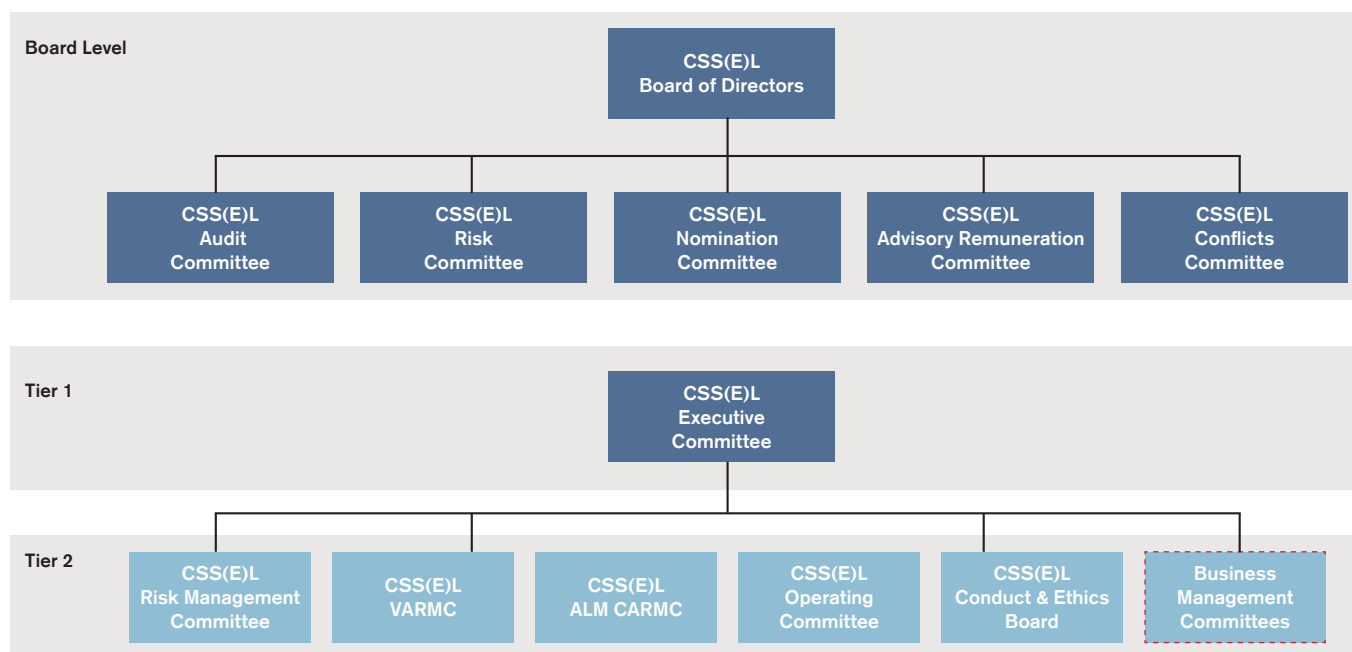 Board Level
CSS(E)L
Board of Directors
CSS(E)L
Audit
Committee
CSS(E)L
Risk
Committee
CSS(E)L
Nomination
Committee
CSS(E)L
Advisory Remuneration
Committee
CSS(E)L
Conflicts
Committee
Tier 1
CSS(E)L
Executive
Committee
Tier 2
CSS(E)L
Risk Management
Committee
CSS(E)L
VARMC
CSS(E)L
ALM CARMC
CSS(E)L
Operating
Committee
CSS(E)L
Conduct & Ethics
Board
Business
Management
Committees